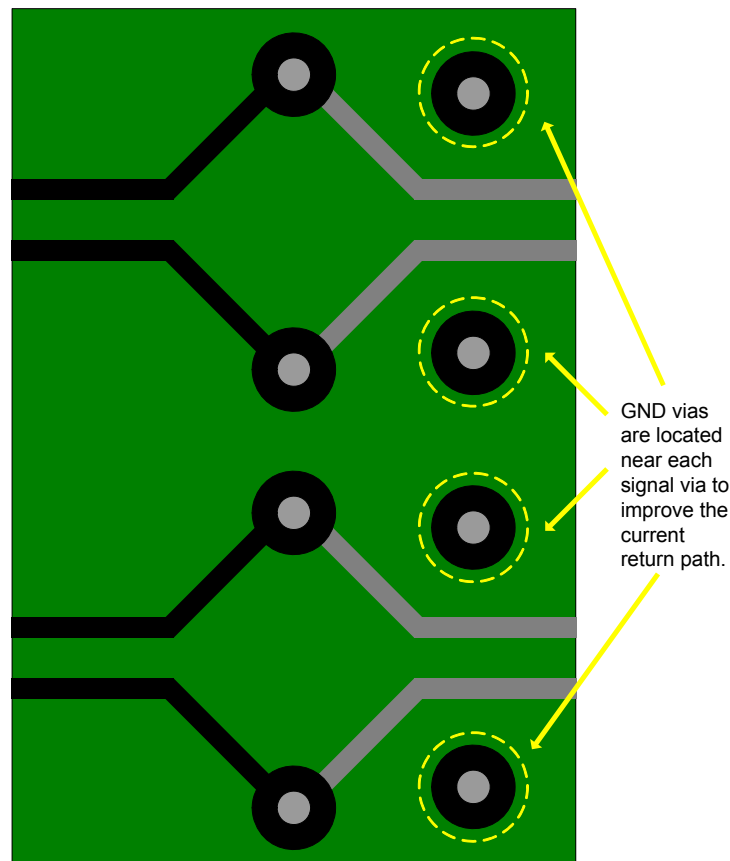 GND vias
are located
near each
signal via to
improve the
current
return path.